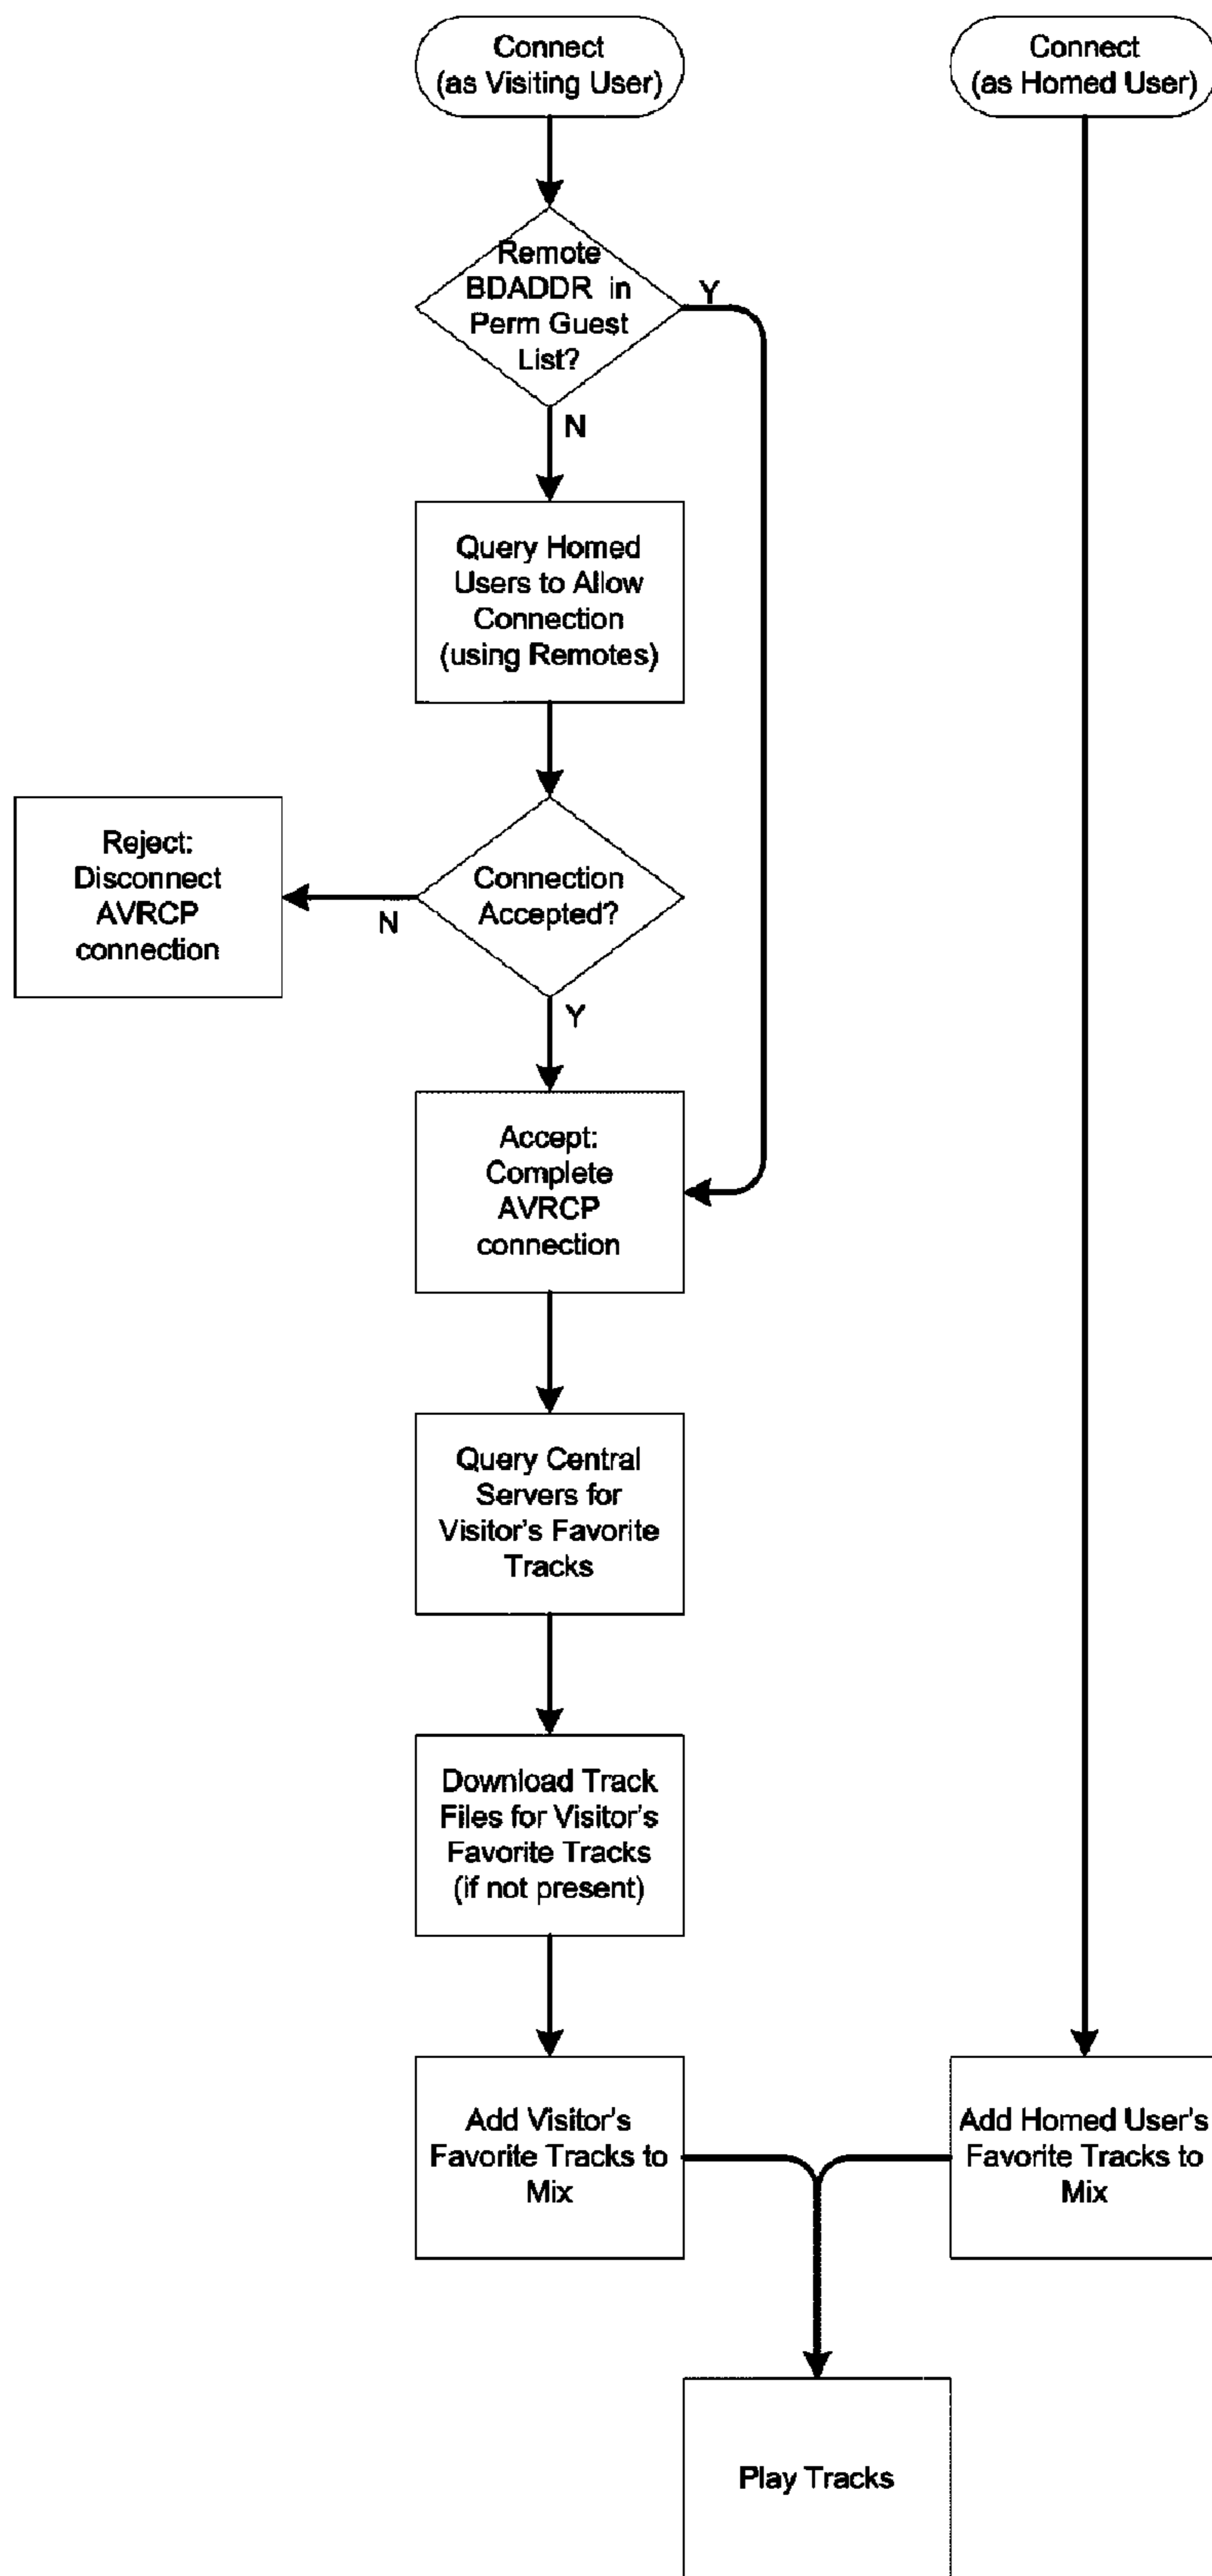 Connect
(as Visiting User)
Connect
(as Homed User)
Remote
BDADDR in
Perm Guest
List?
Y
N
Query Homed
Users to Allow
Connection
(using Remotes)
Reject:
Disconnect
AVRCP
connection
N
Connection
Accepted?
Y
Accept:
Complete
AVRCP
connection
Query Central
Servers for
Visitor's Favorite
Tracks
Download Track
Files for Visitor's
Favorite Tracks
(if not present)
Add Visitor's
Favorite Tracks to
Mix
Add Homed User's
Favorite Tracks to
Mix
Play Tracks